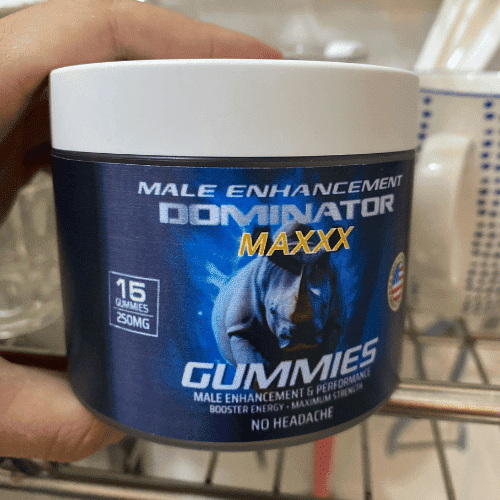 MALE ENHANCEMENT
DOMINATOR
MAXXX
15
GUMMIES
250MG
GUMMIES
MALE ENHANCEMENT & PERFORMANCE
BOOSTER ENERGY • MAXIMUM STRENGTH
NO HEADACHE